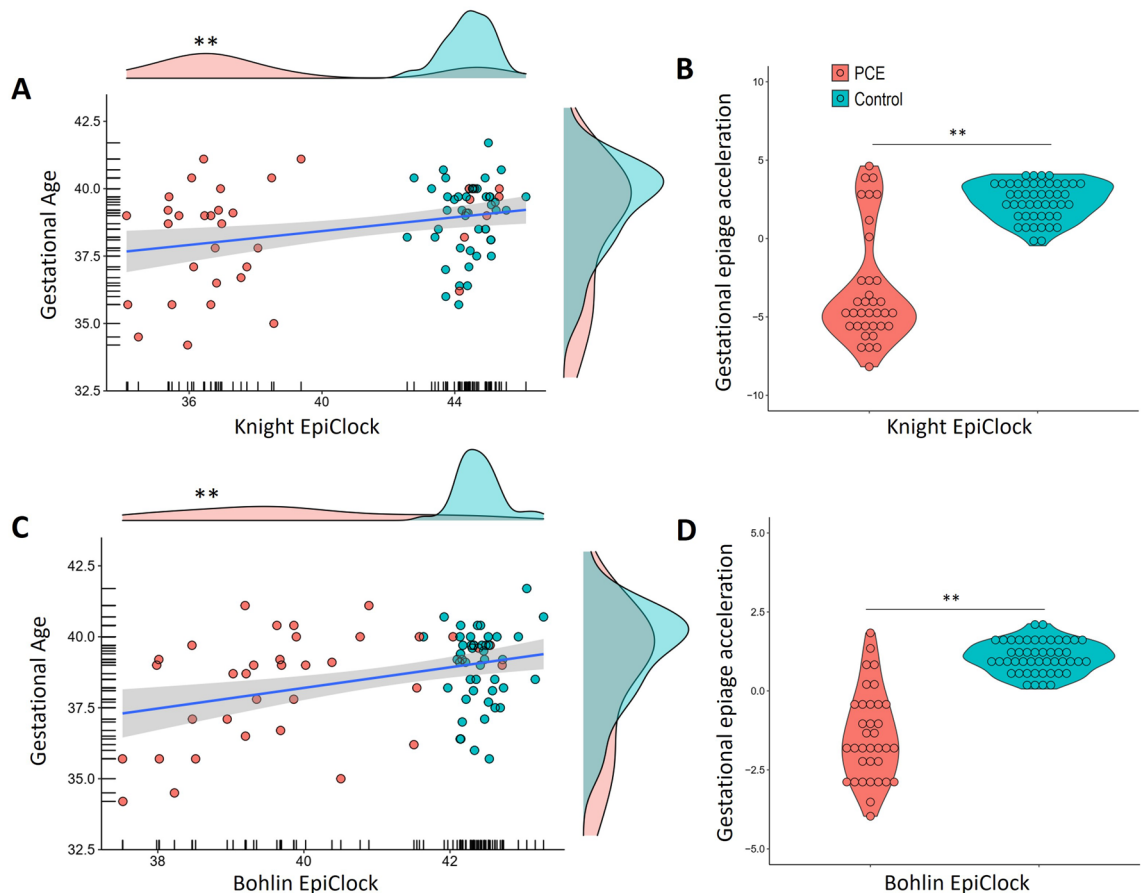 **
A
Gestational Age
42.5
40.0
37.5
35.0
32.5
36
40
44
Knight EpiClock
B
PCE
Control
**
Gestational epiage acceleration
10
5
0
−5
−10
Knight EpiClock
**
C
Gestational Age
42.5
40.0
37.5
35.0
32.5
38
40
42
Bohlin EpiClock
D
**
Gestational epiage acceleration
5.0
2.5
0.0
−2.5
−5.0
Bohlin EpiClock